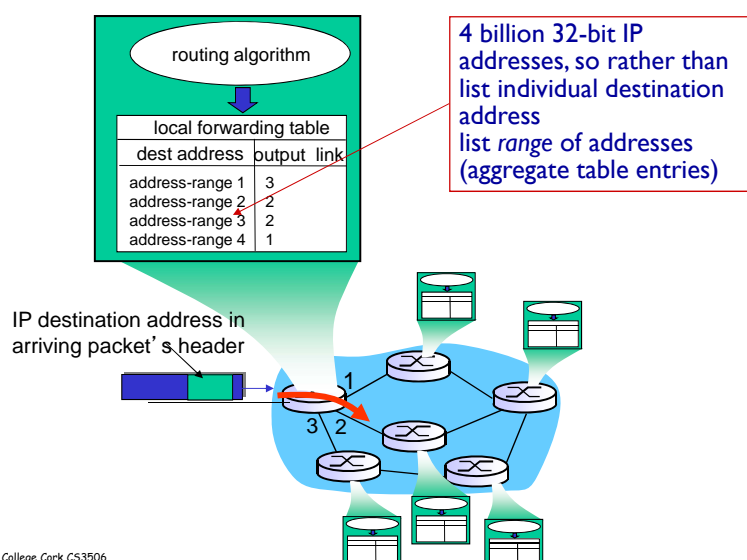 routing algorithm
local forwarding table
dest address output link
address-range 1 3
address-range 2 2
address-range 3 2
address-range 4 1
4 billion 32-bit IP
addresses, so rather than
list individual destination
address
list range of addresses
(aggregate table entries)
IP destination address in
arriving packet’s header
1
3 2
College Cork CS3506